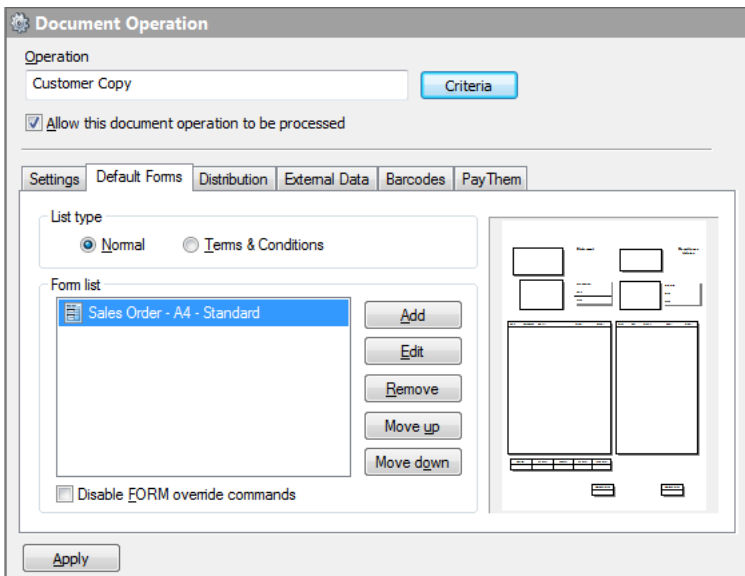 Document Operation
Operation
Customer Copy
Criteria
Allow this document operation to be processed
Settings Default Forms Distribution External Data Barcodes PayThem
List type
Normal Terms & Conditions
Form list
Sales Order - A4 - Standard
Add
Edit
Remove
Move up
Move down
Disable FORM override commands
Apply